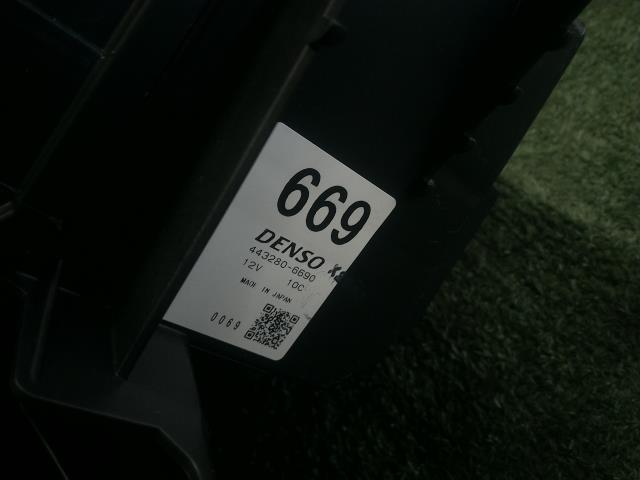 669
DENSO
443280-6690
12V 10C
MADE IN JAPAN
0069